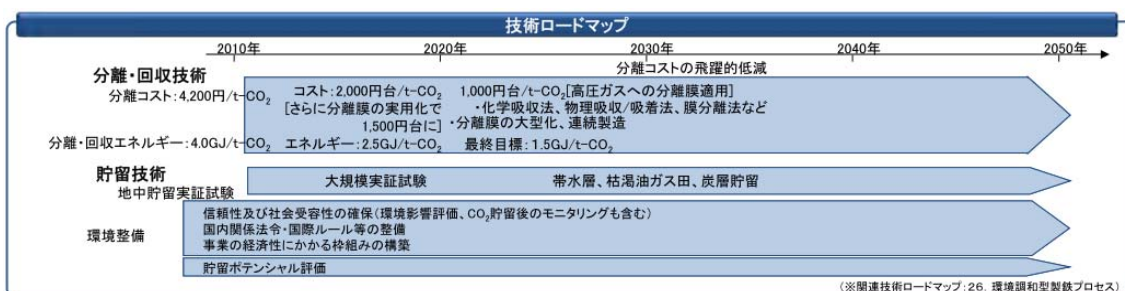 技術ロードマップ
2010年 2020年 2030年 2040年 2050年
分離コストの飛躍的低減
分離・回収技術
分離コスト:4,200円/t-CO₂ コスト:2,000円台/t-CO₂ 1,000円台/t-CO₂[高圧ガスへの分離膜適用]
[さらに分離膜の実用化で ・化学吸収法、物理吸収/吸着法、膜分離法など
1,500円台に] ・分離膜の大型化、連続製造
分離・回収エネルギー:4.0GJ/t-CO₂ エネルギー:2.5GJ/t-CO₂ 最終目標:1.5GJ/t-CO₂
貯留技術
地中貯留実証試験 大規模実証試験 帯水層、枯渇油ガス田、炭層貯留
環境整備
信頼性及び社会受容性の確保(環境影響評価、CO₂貯留後のモニタリングも含む)
国内関係法令・国際ルール等の整備
事業の経済性にかかる枠組みの構築
貯留ポテンシャル評価
(※関連技術ロードマップ:26. 環境調和型製鉄プロセス)